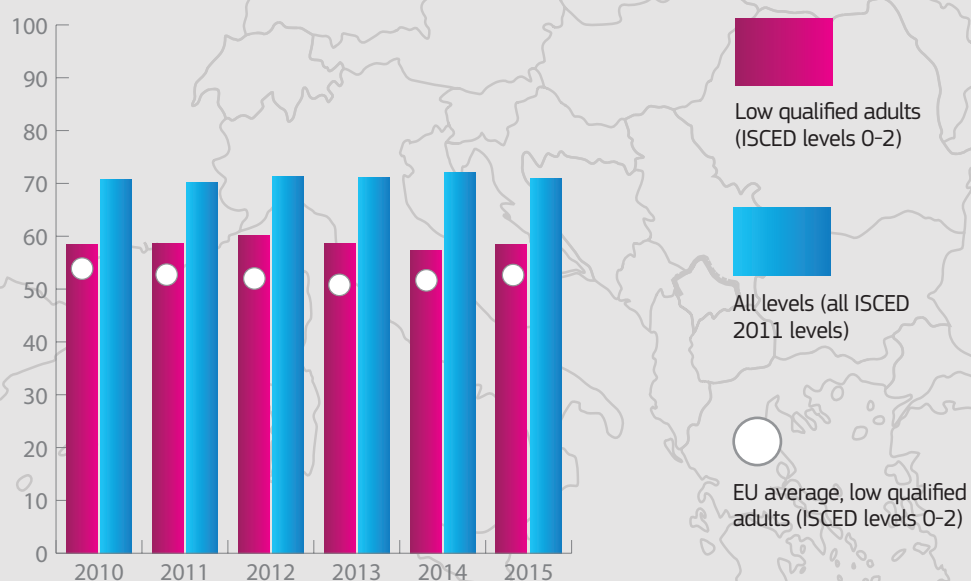 100
90
80
70
60
50
40
30
20
10
0
2010 2011 2012 2013 2014 2015
Low qualified adults
(ISCED levels 0-2)
All levels (all ISCED
2011 levels)
EU average, low qualified
adults (ISCED levels 0-2)